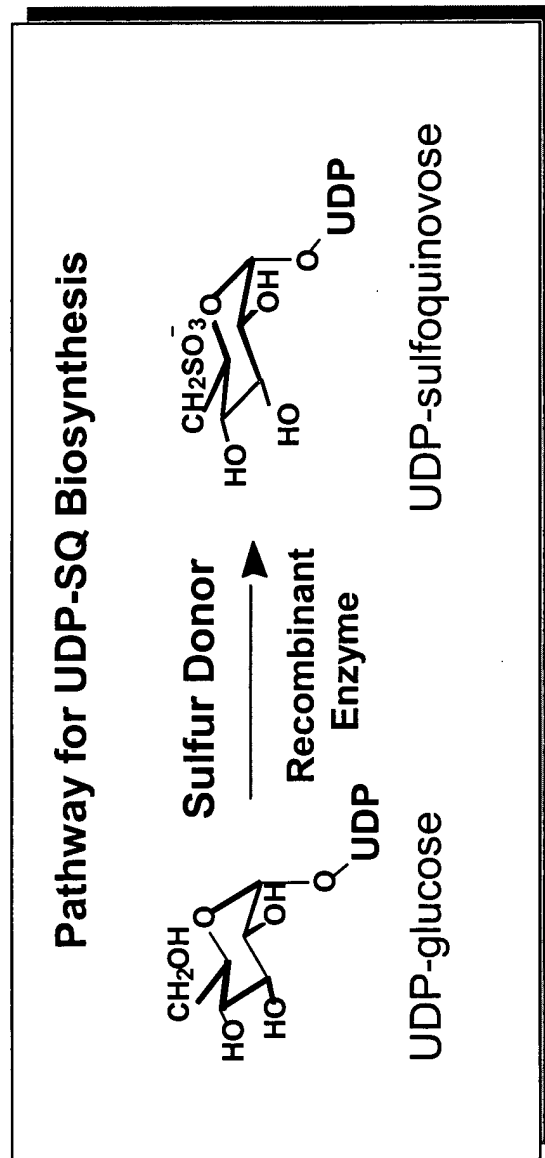 Pathway for UDP-SQ Biosynthesis
CH₂OH
O
HO
HO
OH
O
UDP
UDP-glucose
Sulfur Donor
Recombinant
Enzyme
CH₂SO₃⁻
O
HO
HO
OH
O
UDP
UDP-sulfoquinovose